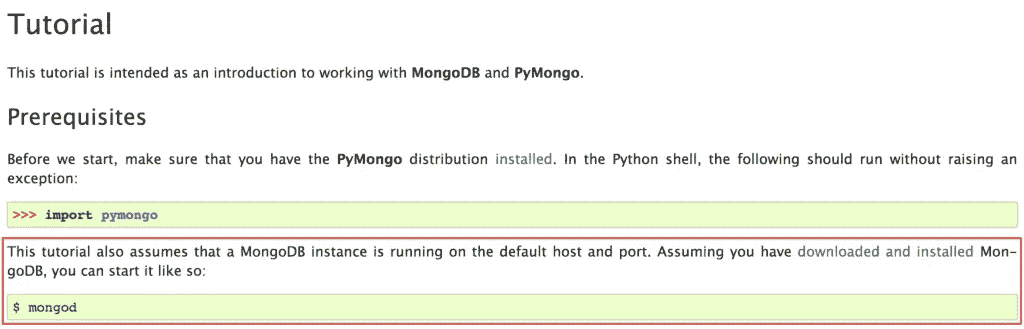 Tutorial
This tutorial is intended as an introduction to working with MongoDB and PyMongo.
Prerequisites
Before we start, make sure that you have the PyMongo distribution installed. In the Python shell, the following should run without raising an
exception:
>>> import pymongo
This tutorial also assumes that a MongoDB instance is running on the default host and port. Assuming you have downloaded and installed Mon-
goDB, you can start it like so:
$ mongod